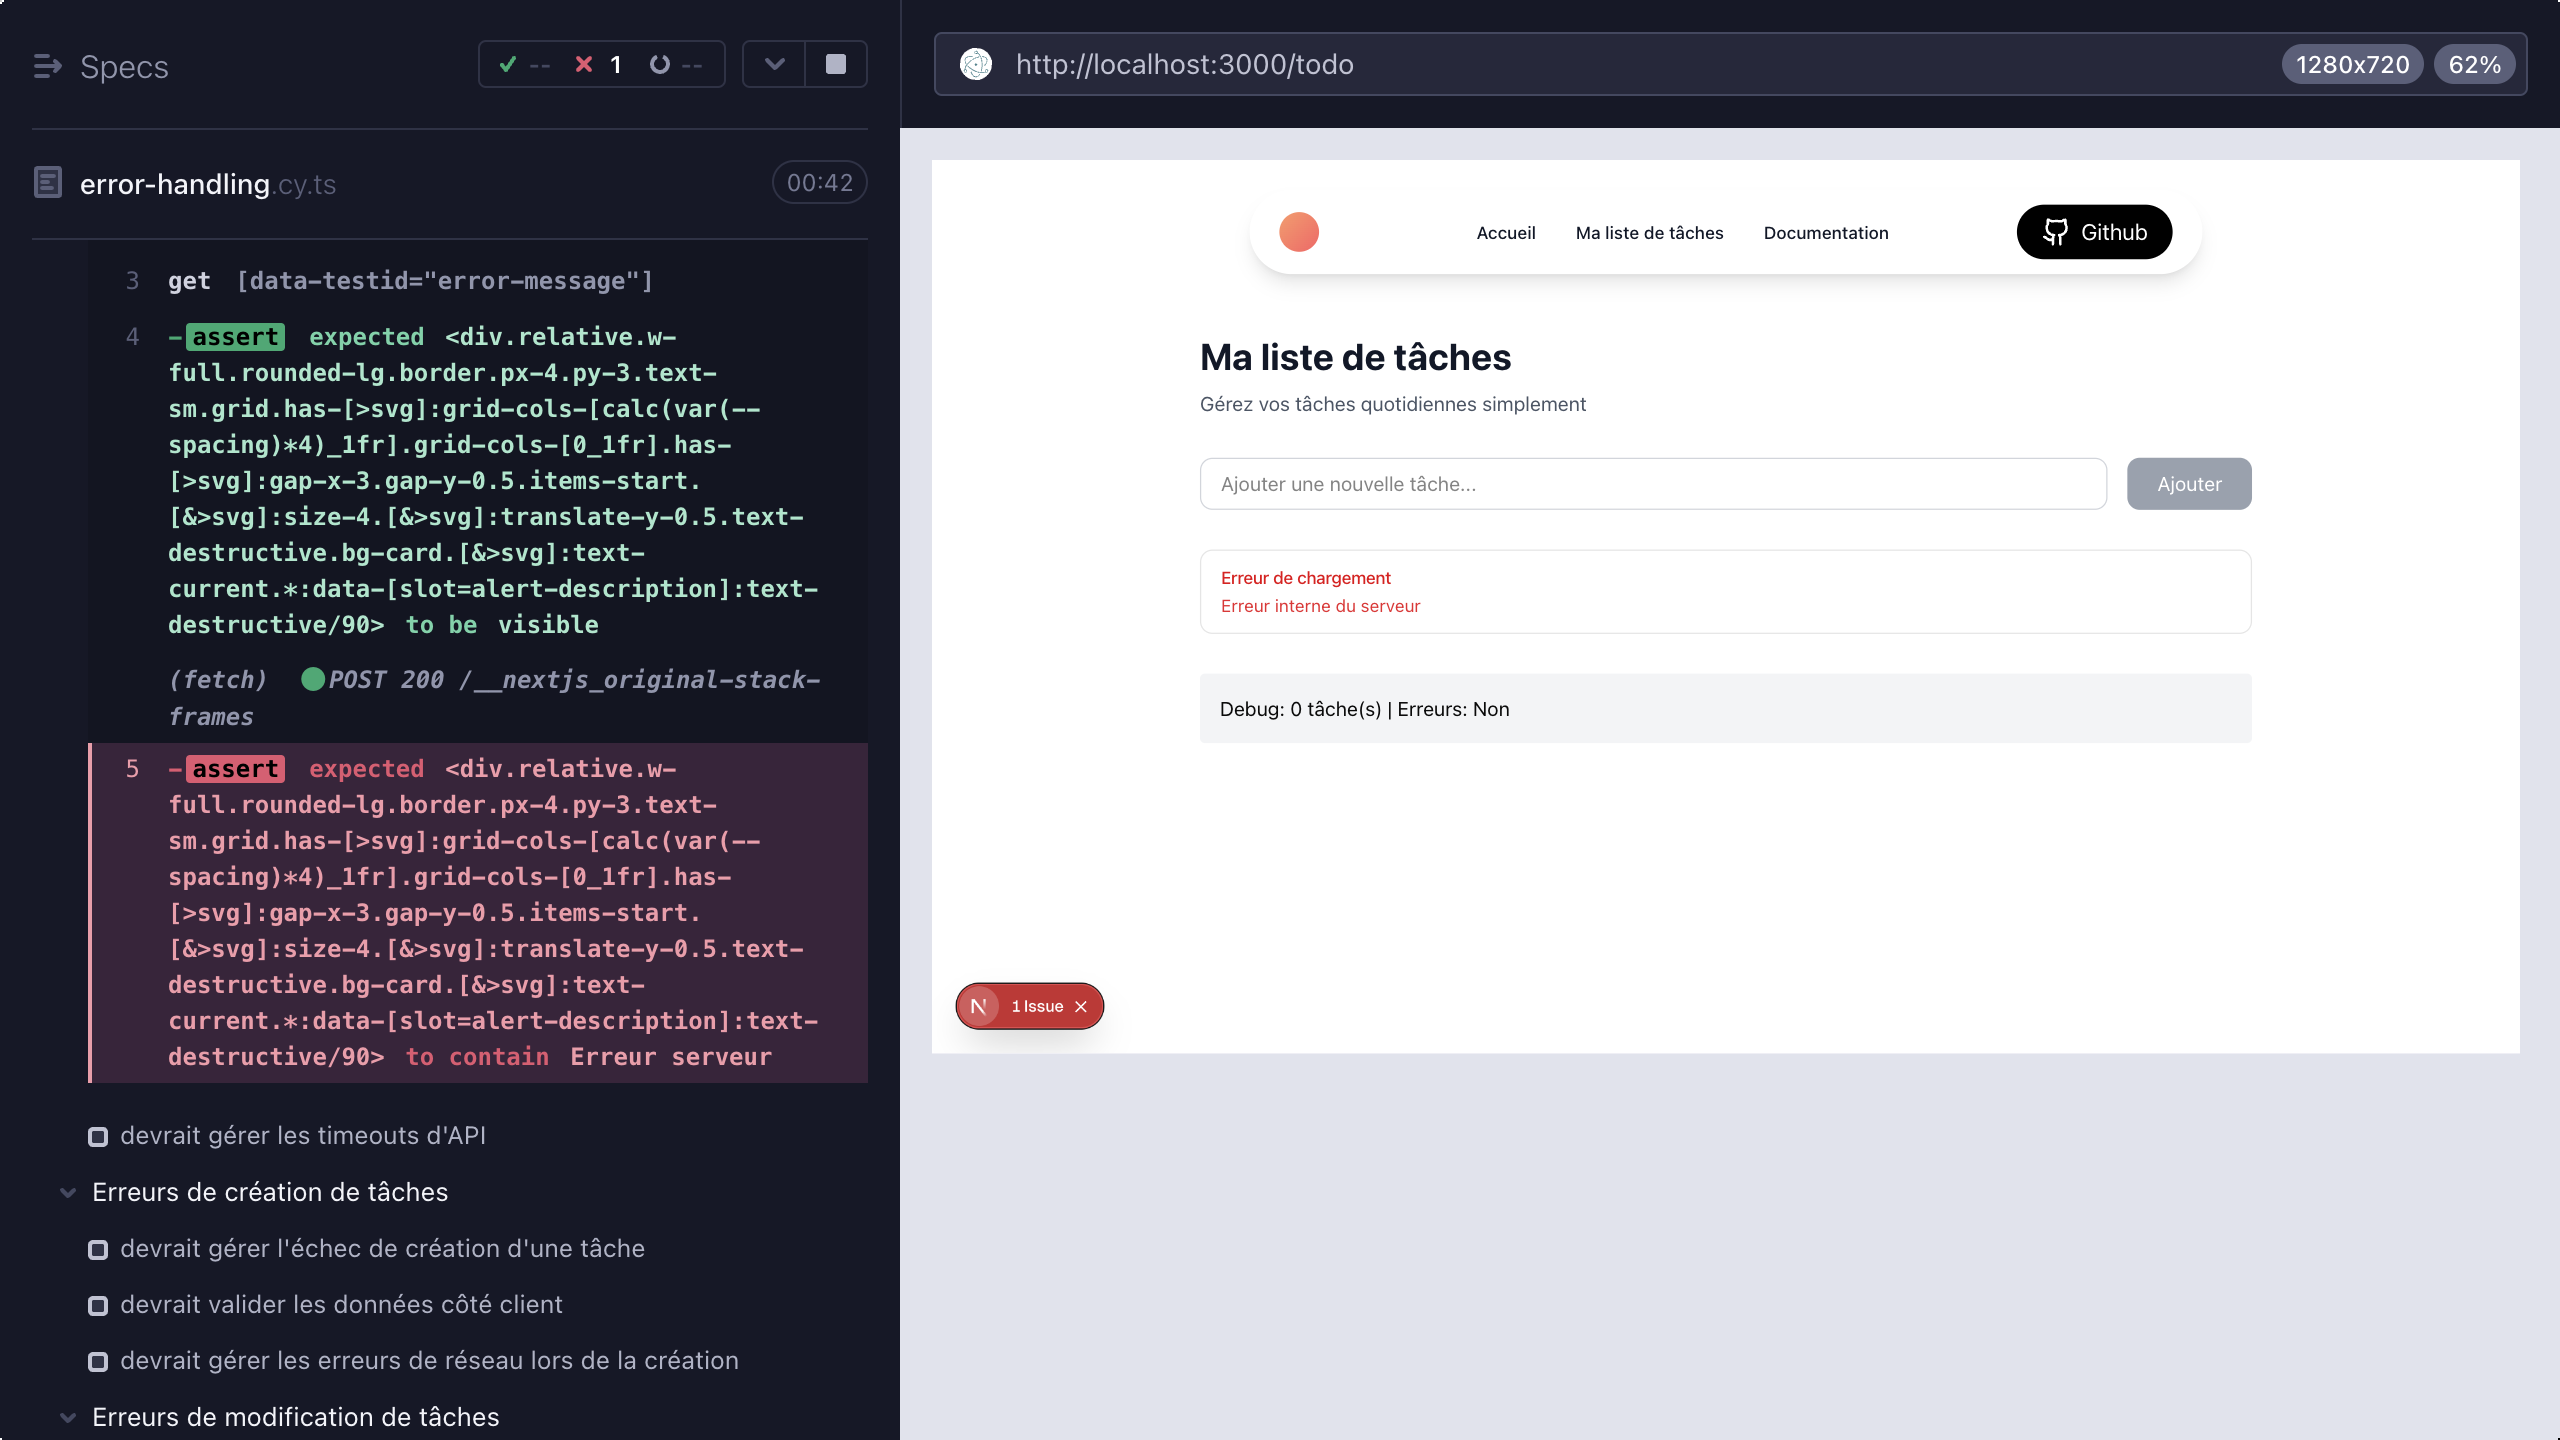 Specs
-- 1 --
error-handling.cy.ts
00:42
3 get [data-testid="error-message"]
4 -assert expected <div.relative.w-
full.rounded-lg.border.px-4.py-3.text-
sm.grid.has-[>svg]:grid-cols-[calc(var(--
spacing)*4)_1fr].grid-cols-[0_1fr].has-
[>svg]:gap-x-3.gap-y-0.5.items-start.
[&>svg]:size-4.[&>svg]:translate-y-0.5.text-
destructive.bg-card.[&>svg]:text-
current.*:data-[slot=alert-description]:text-
destructive/90> to be visible
(fetch) POST 200 /__nextjs_original-stack-
frames
5 -assert expected <div.relative.w-
full.rounded-lg.border.px-4.py-3.text-
sm.grid.has-[>svg]:grid-cols-[calc(var(--
spacing)*4)_1fr].grid-cols-[0_1fr].has-
[>svg]:gap-x-3.gap-y-0.5.items-start.
[&>svg]:size-4.[&>svg]:translate-y-0.5.text-
destructive.bg-card.[&>svg]:text-
current.*:data-[slot=alert-description]:text-
destructive/90> to contain Erreur serveur
devrait gérer les timeouts d'API
Erreurs de création de tâches
devrait gérer l'échec de création d'une tâche
devrait valider les données côté client
devrait gérer les erreurs de réseau lors de la création
Erreurs de modification de tâches
http://localhost:3000/todo
1280x720
62%
Accueil
Ma liste de tâches
Documentation
Github
Ma liste de tâches
Gérez vos tâches quotidiennes simplement
Ajouter une nouvelle tâche...
Ajouter
Erreur de chargement
Erreur interne du serveur
Debug: 0 tâche(s) | Erreurs: Non
N 1 Issue